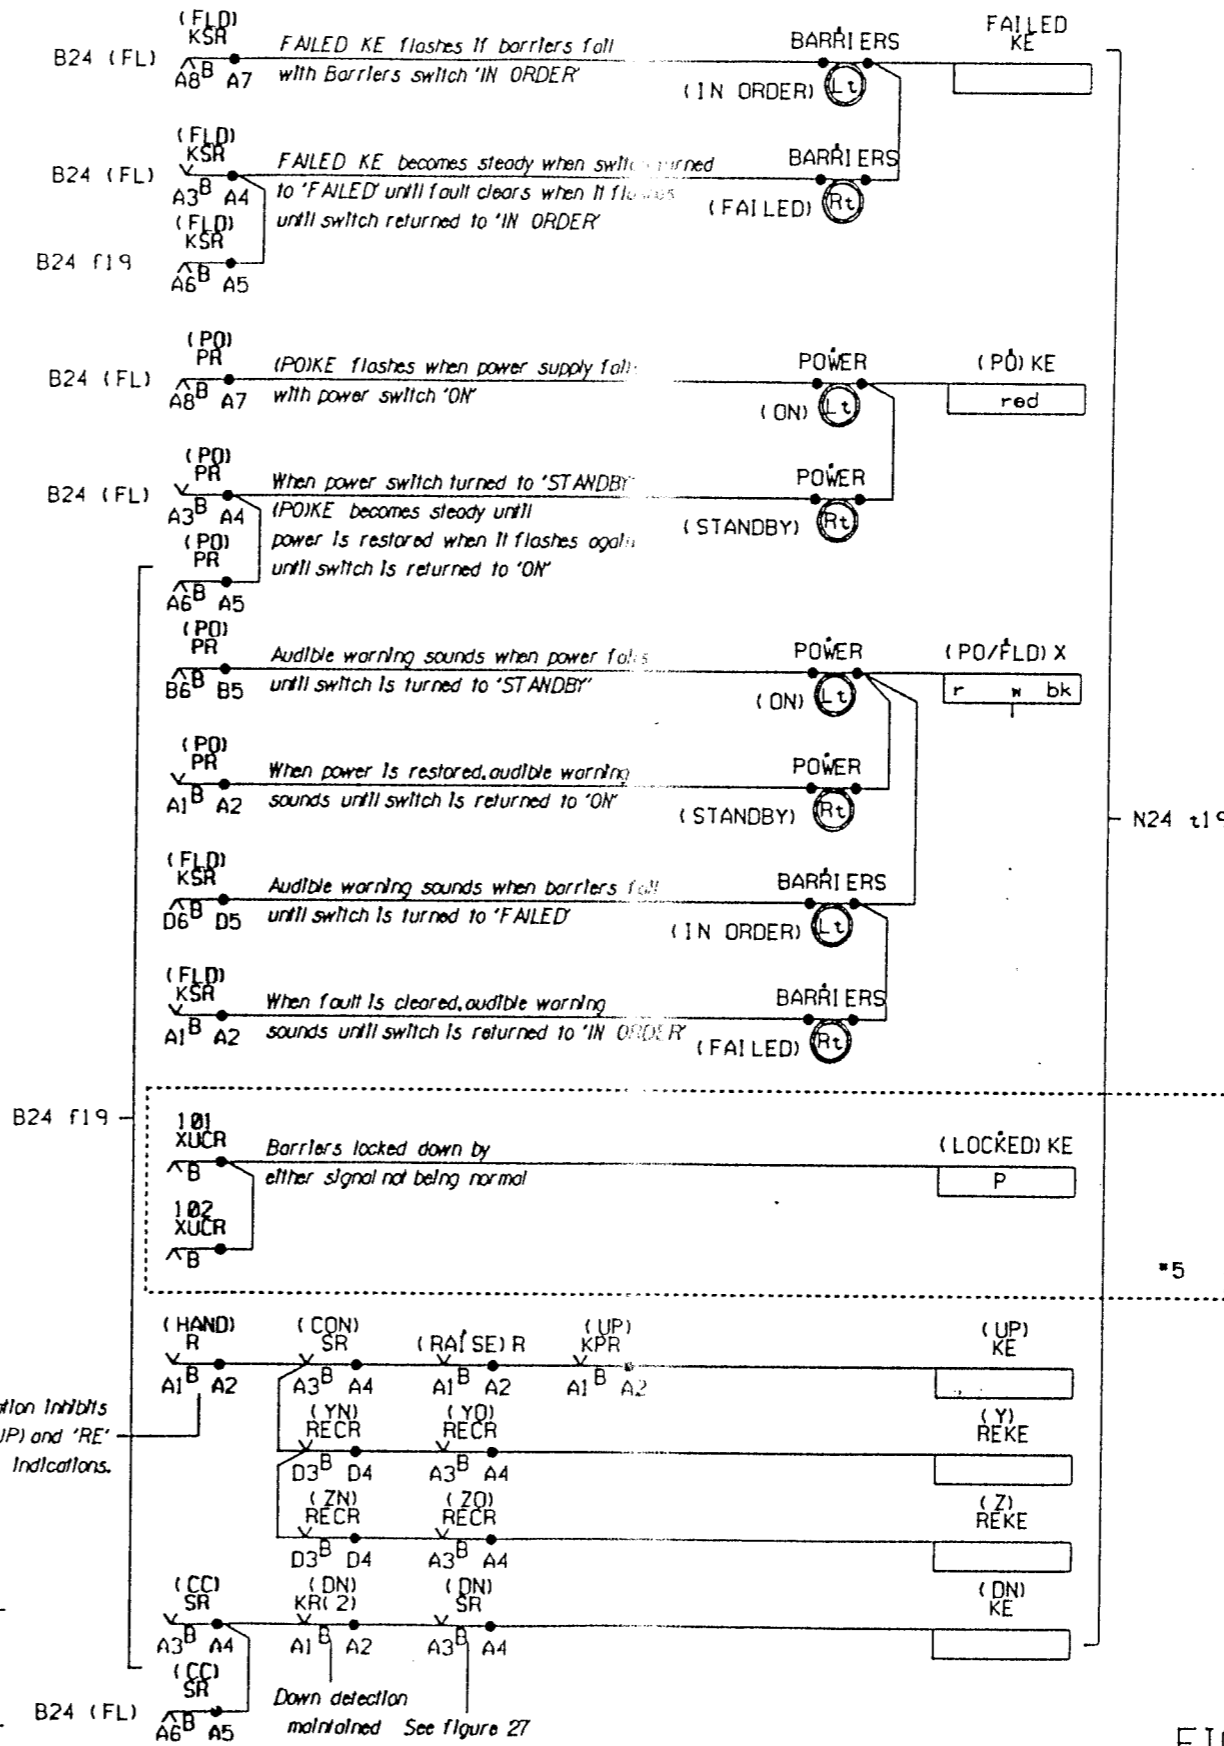 (FLD) KSR
B24 (FL) A8 B A7
FAILED KE flashes if barriers fail
with Barriers switch 'IN ORDER'
BARRIERS
(IN ORDER) Lt
FAILED
KE
(FLD)
KSR
B24 (FL) A3 B A4
FAILED KE becomes steady when switch turned
to 'FAILED' until fault clears when it flashes
until switch returned to 'IN ORDER'
BARRIERS
(FAILED) Rt
(FLD)
KSR
B24 f19 A6 B A5
(PO)
PR
B24 (FL) A8 B A7
(PO)KE flashes when power supply fails
with power switch 'ON'
POWER
(ON) Lt
(PO) KE
red
(PO)
PR
B24 (FL) A3 B A4
When power switch turned to 'STANDBY'
(PO)KE becomes steady until
power is restored when it flashes again
until switch is returned to 'ON'
POWER
(STANDBY) Rt
(PO)
PR
A6 B A5
(PO)
PR
B6 B B5
Audible warning sounds when power fails
until switch is turned to 'STANDBY'
POWER
(ON) Lt
(PO/FLD) X
r w bk
(PO)
PR
A1 B A2
When power is restored, audible warning
sounds until switch is returned to 'ON'
POWER
(STANDBY) Rt
N24 t19
(FLD)
KSR
D6 B D5
Audible warning sounds when barriers fail
until switch is turned to 'FAILED'
BARRIERS
(IN ORDER) Lt
(FLD)
KSR
A1 B A2
When fault is cleared, audible warning
sounds until switch is returned to 'IN ORDER'
BARRIERS
(FAILED) Rt
B24 f19
101
XUCR
B
Barriers locked down by
either signal not being normal
(LOCKED) KE
P
102
XUCR
B
*5
(HAND)
R
A1 B A2
(CON)
SR
A3 B A4
(RAISE) R
A1 B A2
(UP)
KPR
A1 B A2
(UP)
KE
inhibits
and 'RE'
indications.
(YN)
RECR
D3 B D4
(YO)
RECR
A3 B A4
(Y)
REKE
(ZN)
RECR
D3 B D4
(ZO)
RECR
A3 B A4
(Z)
REKE
(CC)
SR
A3 B A4
(DN)
KR(2)
A1 B A2
(DN)
SR
A3 B A4
(DN)
KE
(CC)
SR
B24 (FL) A6 B A5
Down detection
maintained See figure 27